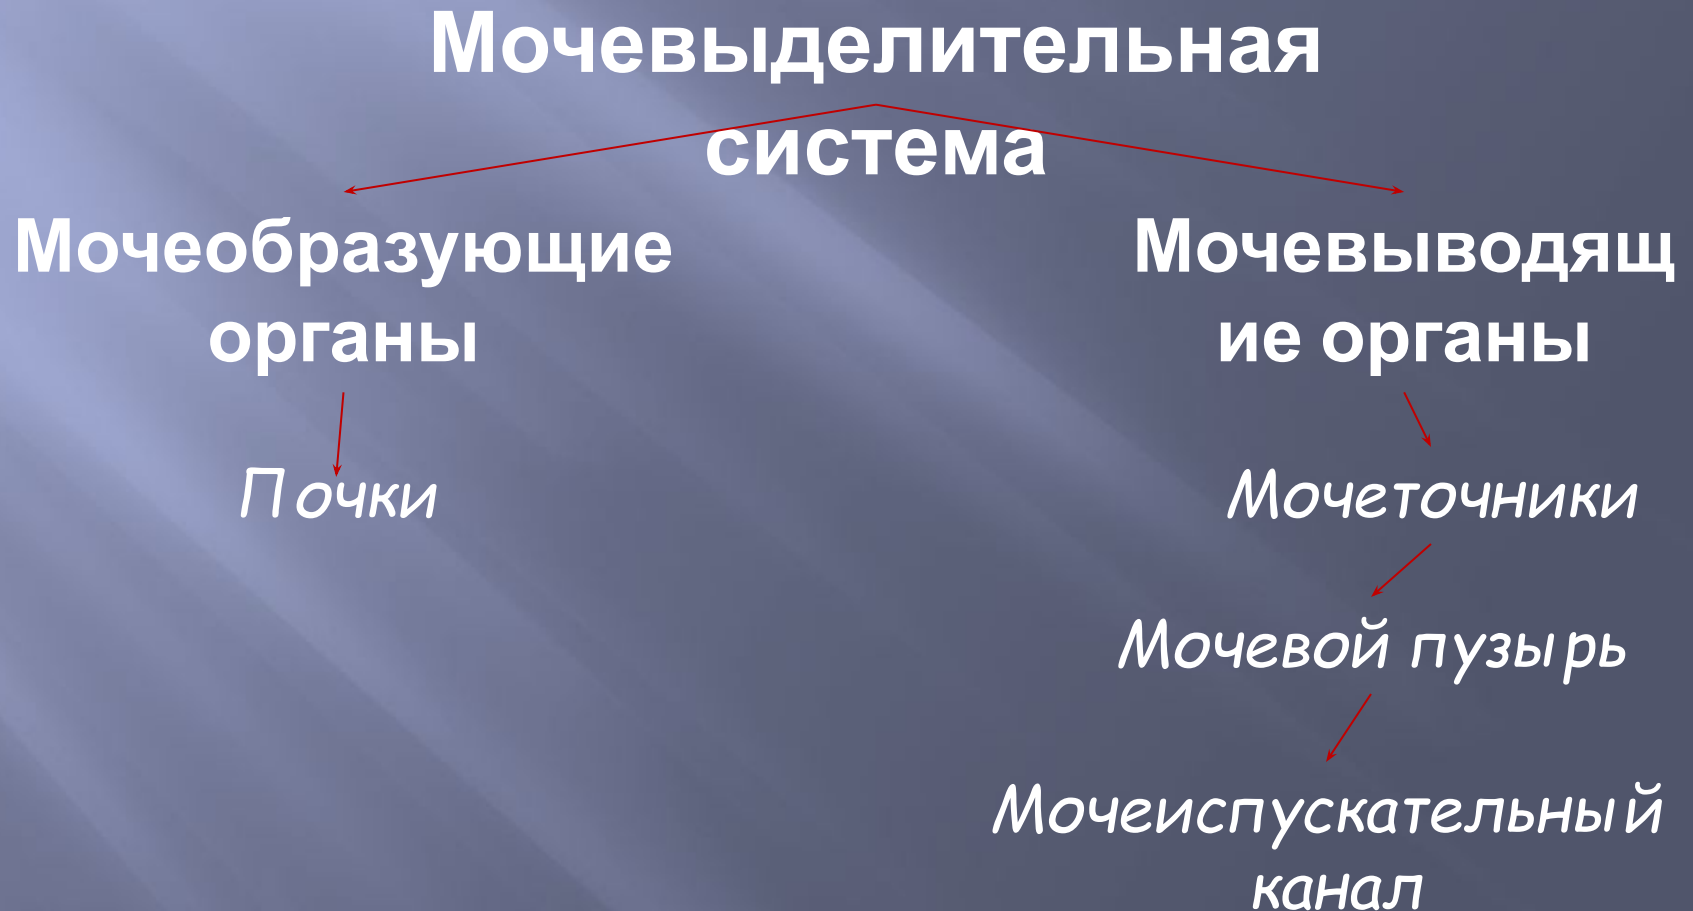 Мочевыделительная
система
Мочеобразующие
органы
Почки
Мочевыводящ
ие органы
Мочеточники
Мочевой пузырь
Мочеиспускательный
канал